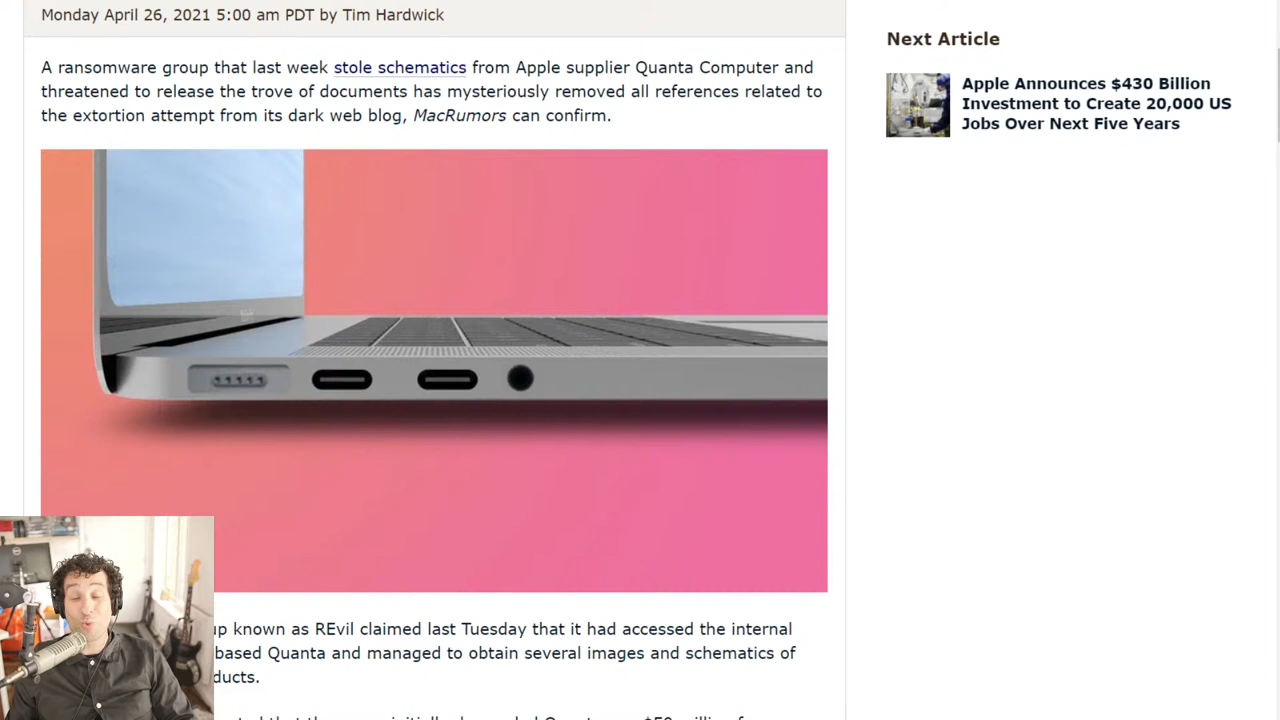 Monday April 26, 2021 5:00 am PDT by Tim Hardwick
A ransomware group that last week stole schematics from Apple supplier Quanta Computer and
threatened to release the trove of documents has mysteriously removed all references related to
the extortion attempt from its dark web blog, MacRumors can confirm.
up known as REvil claimed last Tuesday that it had accessed the internal
based Quanta and managed to obtain several images and schematics of
ducts.
Next Article
Apple Announces $430 Billion
Investment to Create 20,000 US
Jobs Over Next Five Years